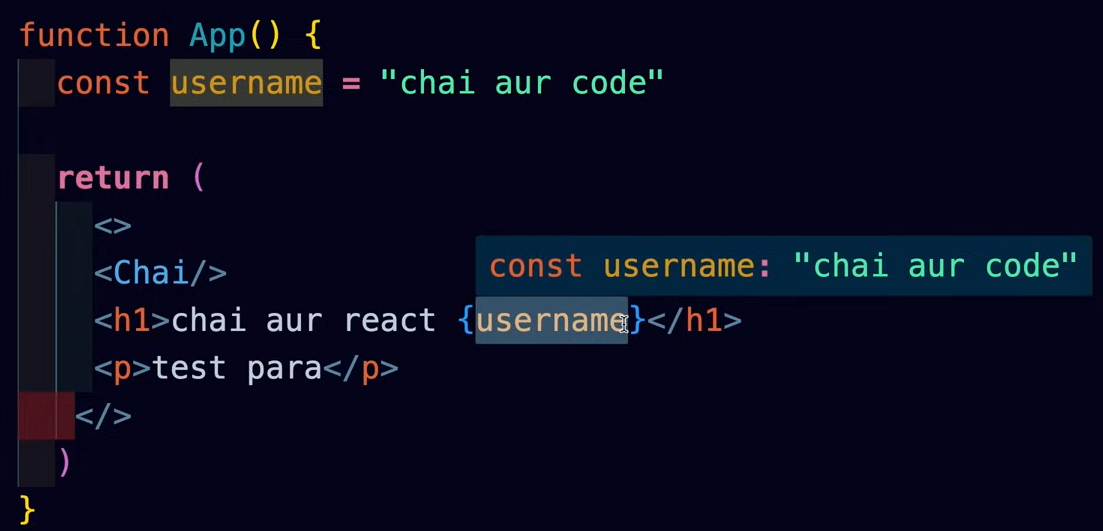 function App() {
const username = "chai aur code"
return (
<>
<Chai/>
const username: "chai aur code"
<h1>chai aur react {username}</h1>
<p>test para</p>
</>
)
}